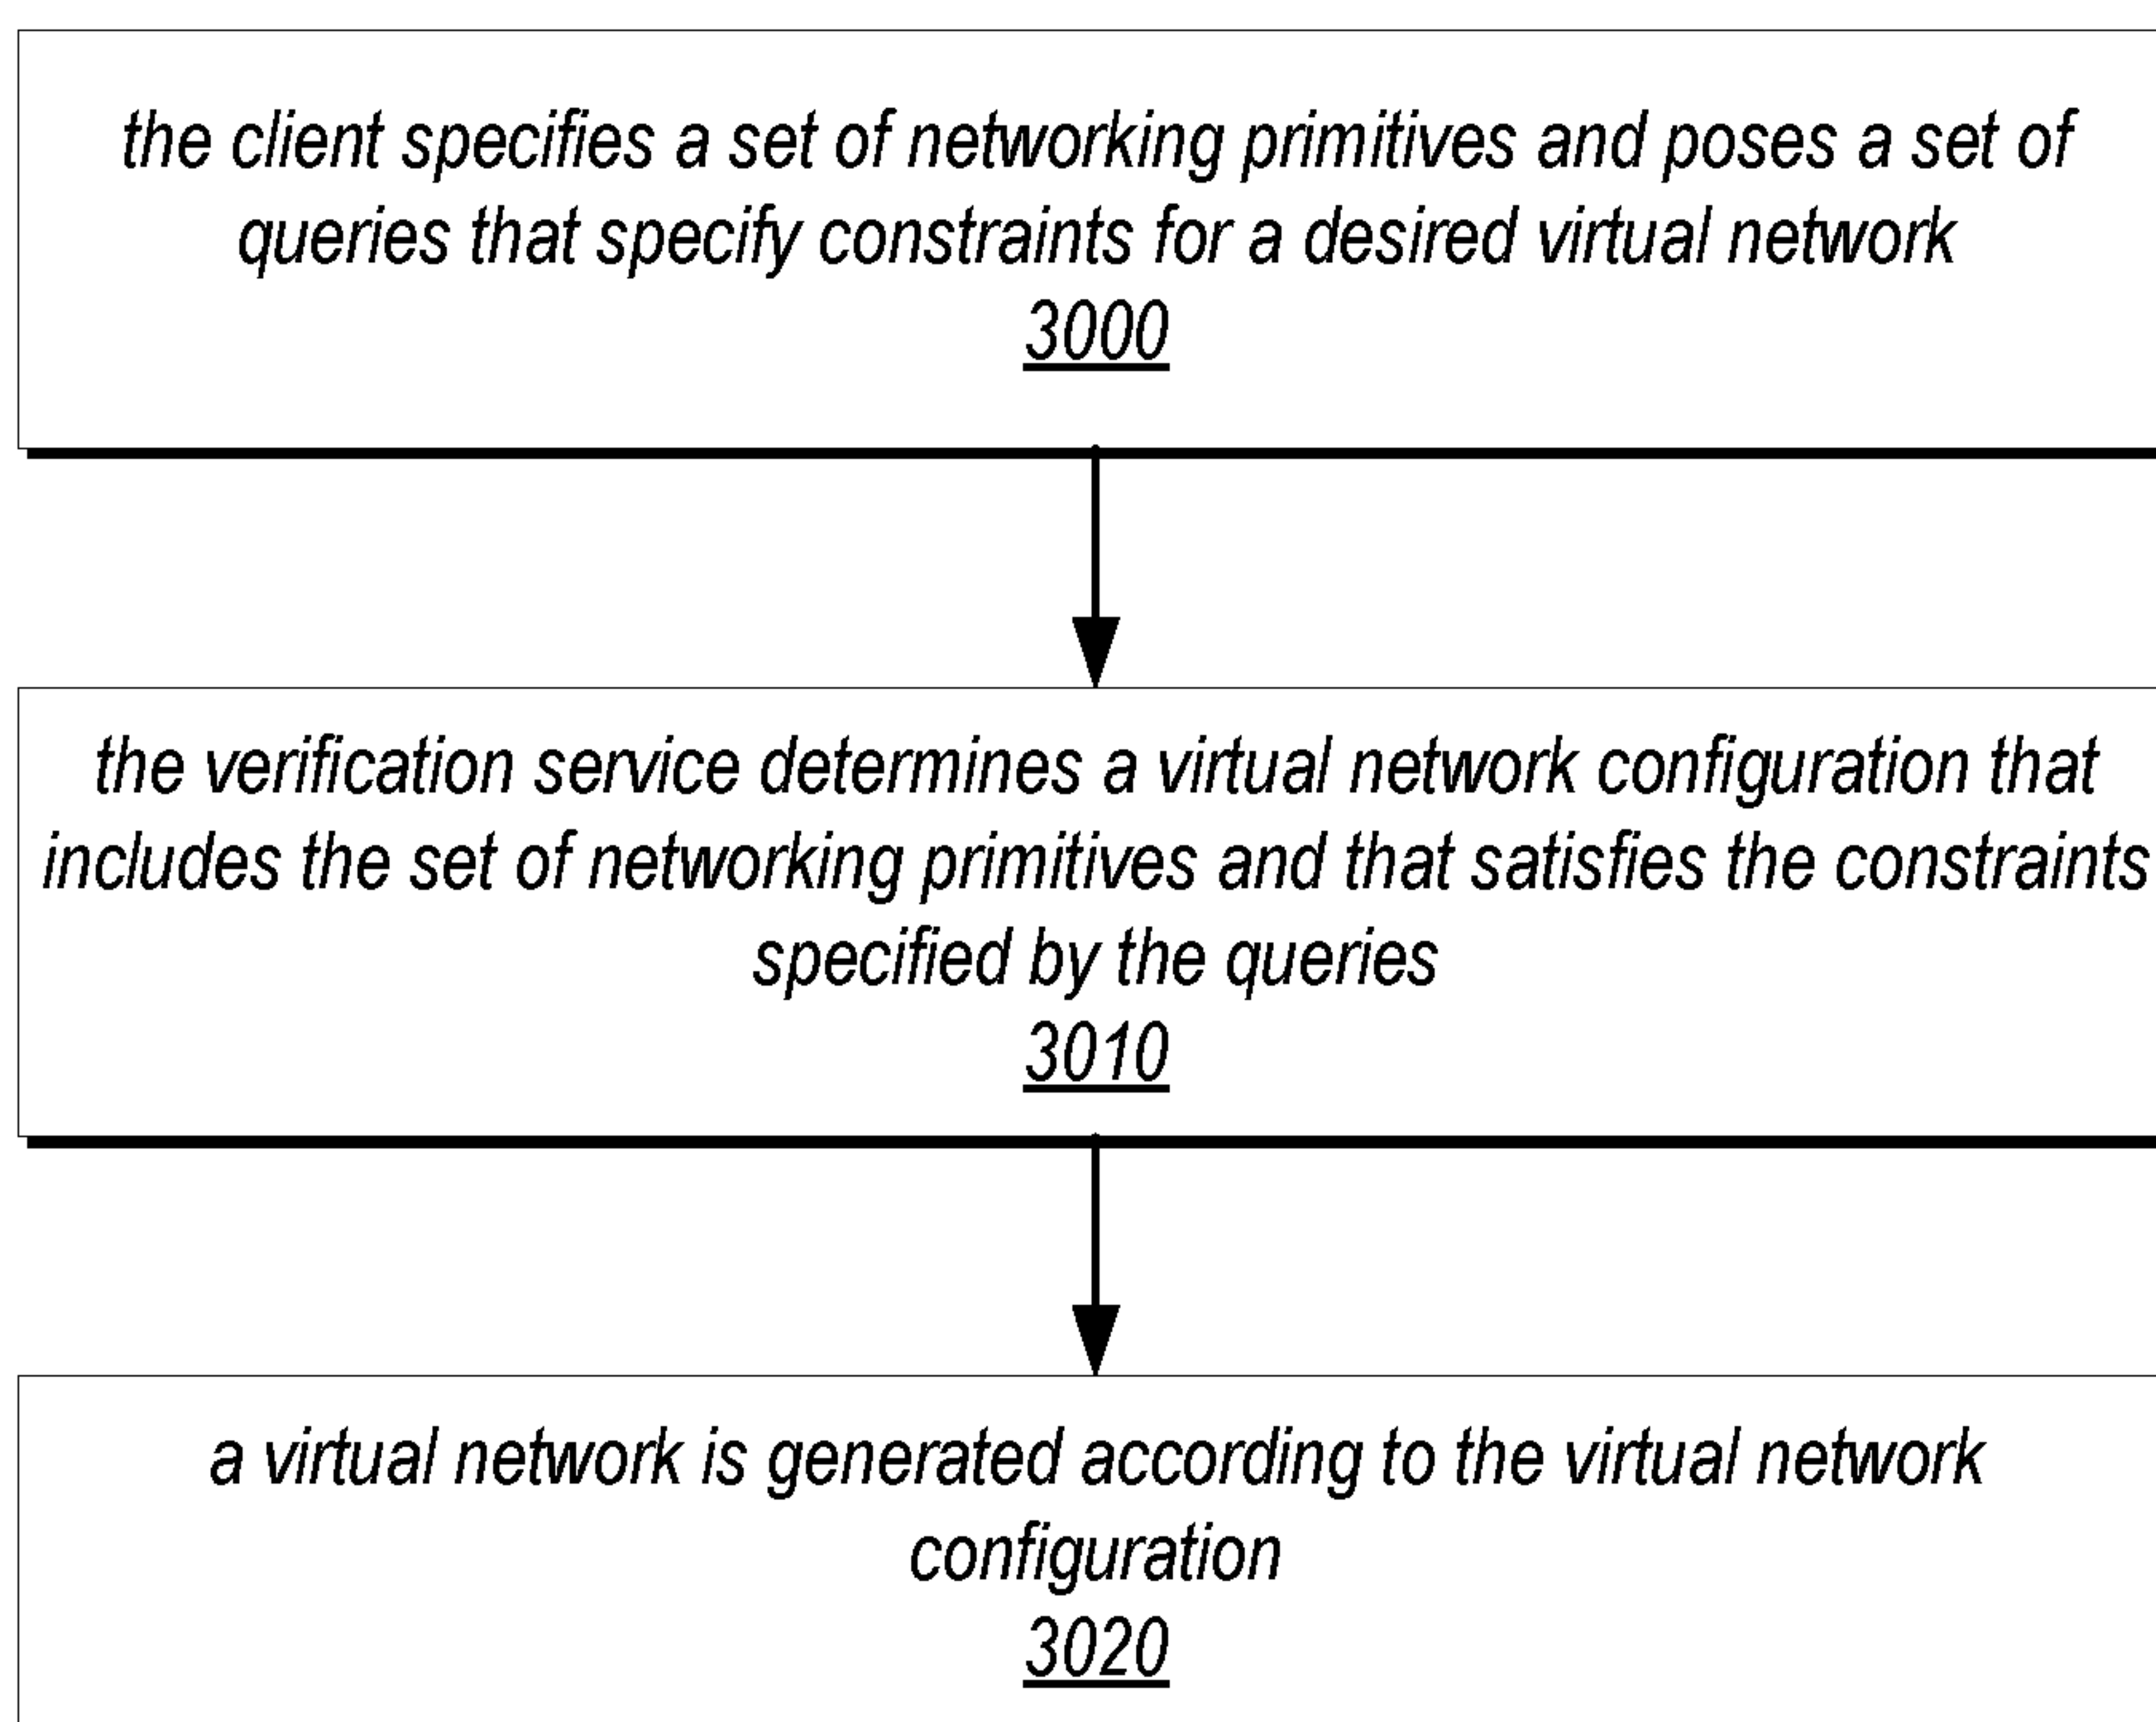 the client specifies a set of networking primitives and poses a set of
queries that specify constraints for a desired virtual network
3000
the verification service determines a virtual network configuration that
includes the set of networking primitives and that satisfies the constraints
specified by the queries
3010
a virtual network is generated according to the virtual network
configuration
3020